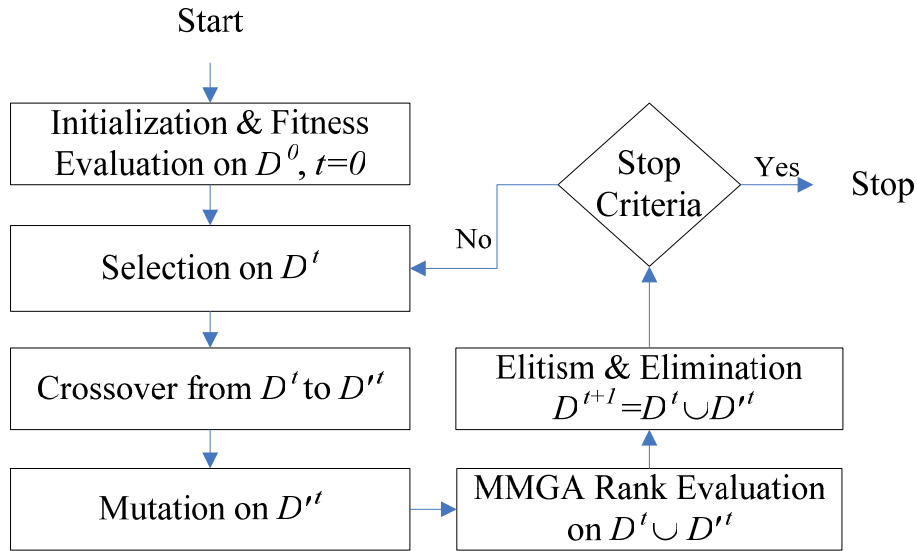 Start
Initialization & Fitness
Evaluation on D⁰, t=0
Selection on Dᵗ
Crossover from Dᵗ to D′ᵗ
Mutation on D′ᵗ
MMGA Rank Evaluation
on Dᵗ ∪ D′ᵗ
Elitism & Elimination
Dᵗ⁺¹=Dᵗ∪D′ᵗ
Stop
Criteria
No
Yes
Stop